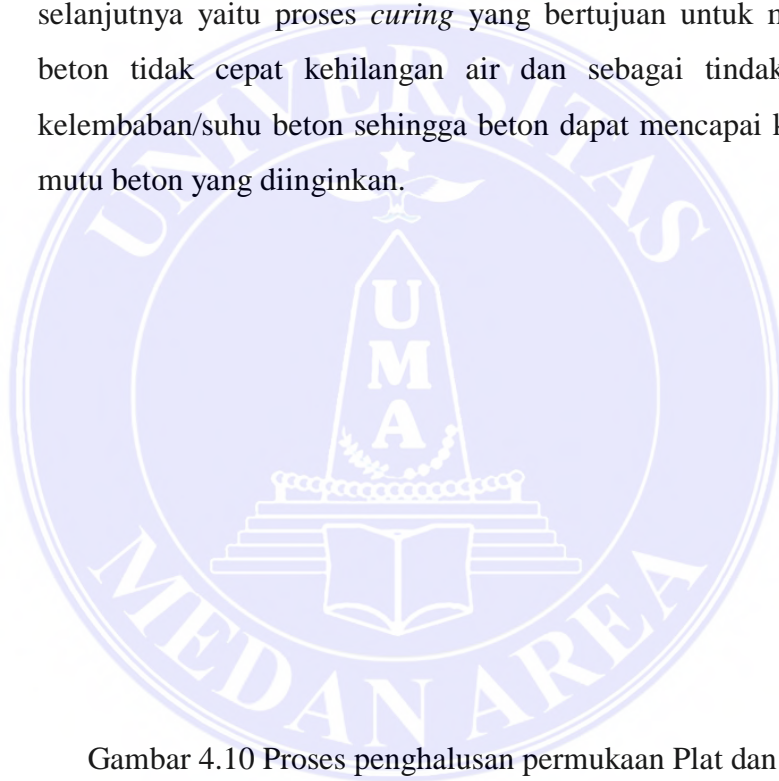 selanjutnya yaitu proses curing yang bertujuan untuk
beton tidak cepat kehilangan air dan sebagai tindak
kelembaban/suhu beton sehingga beton dapat mencapai
mutu beton yang diinginkan.
UNIVERSITAS
UMA
MEDAN AREA
Gambar 4.10 Proses penghalusan permukaan Plat dan